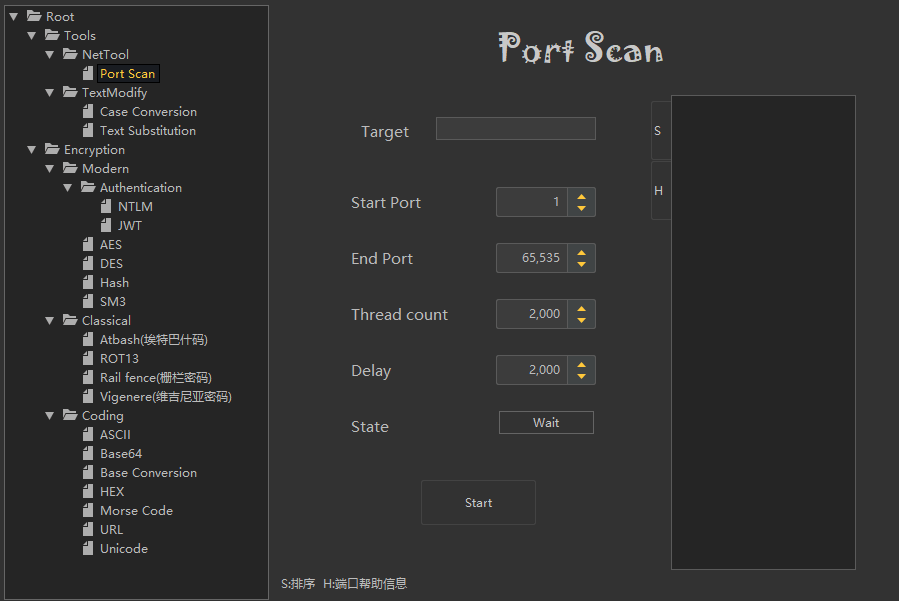 Root
Tools
NetTool
Port Scan
TextModify
Case Conversion
Text Substitution
Encryption
Modern
Authentication
NTLM
JWT
AES
DES
Hash
SM3
Classical
Atbash(埃特巴什码)
ROT13
Rail fence(栅栏密码)
Vigenere(维吉尼亚密码)
Coding
ASCII
Base64
Base Conversion
HEX
Morse Code
URL
Unicode
Port Scan
Target
Start Port 1
End Port 65,535
Thread count 2,000
Delay 2,000
State Wait
Start
S
H
S:排序 H:端口帮助信息